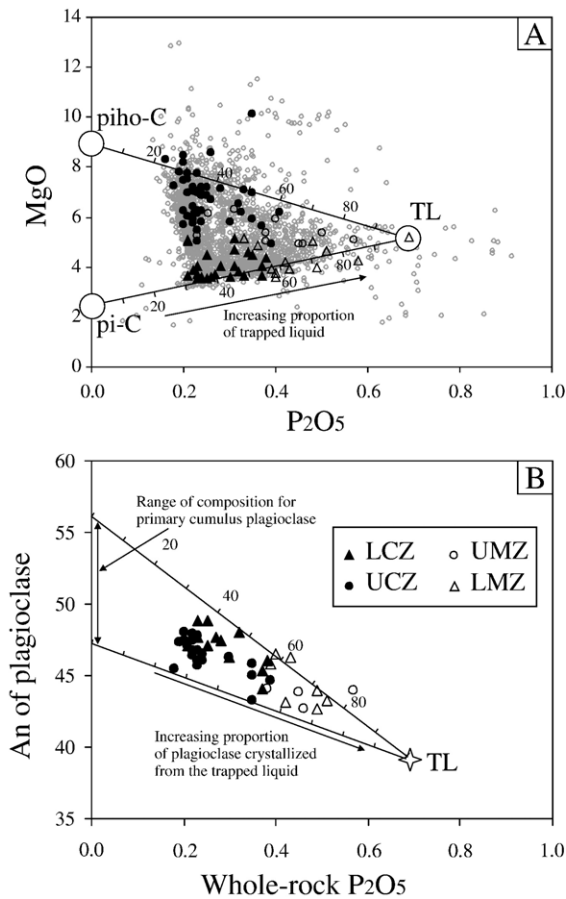 A
14
12
10
8
6
4
2
0
MgO
piho-C
pi-C
TL
20
40
60
80
20
40
60
80
Increasing proportion
of trapped liquid
0.0 0.2 0.4 0.6 0.8 1.0
P2O5
B
60
55
50
45
40
35
An of plagioclase
Range of composition for
primary cumulus plagioclase
LCZ UMZ
UCZ LMZ
20
40
60
80
TL
Increasing proportion
of plagioclase crystallized
from the trapped liquid
0.0 0.2 0.4 0.6 0.8 1.0
Whole-rock P2O5